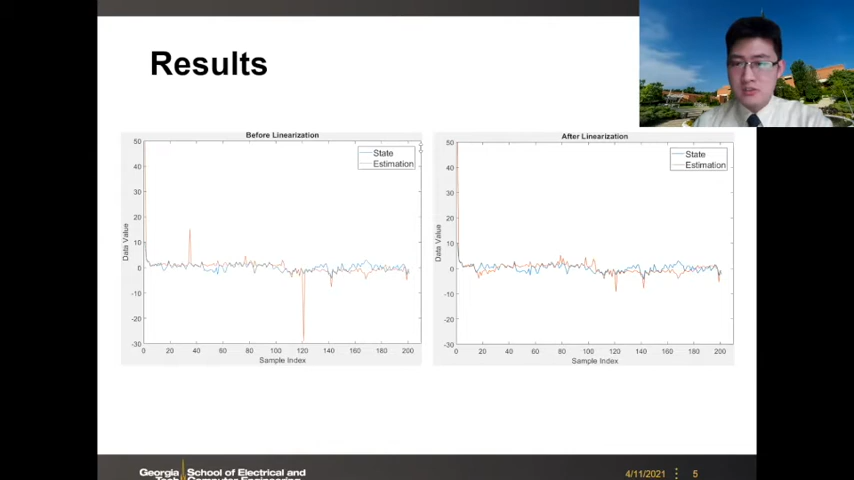 Results
Before Linearization
State
Estimation
Data Value
50
40
30
20
10
0
-10
-20
-30
0 20 40 60 80 100 120 140 160 180 200
Sample Index
After Linearization
State
Estimation
Data Value
50
40
30
20
10
0
-10
-20
-30
0 20 40 60 80 100 120 140 160 180 200
Sample Index
Georgia School of Electrical and
Tech Computer Engineering
4/11/2021 5